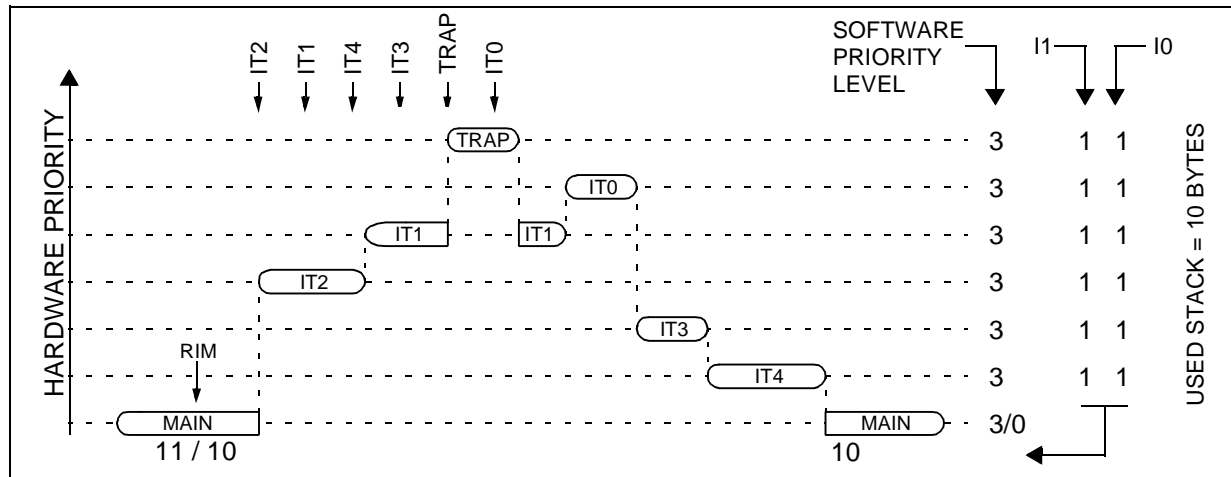 IT2
IT1
IT4
IT3
TRAP
IT0
SOFTWARE
PRIORITY
LEVEL
I1
I0
HARDWARE PRIORITY
TRAP
3 1 1
IT0
3 1 1
IT1 IT1
3 1 1
IT2
3 1 1
IT3
3 1 1
RIM
IT4
3 1 1
MAIN MAIN
3/0
11 / 10
10
USED STACK = 10 BYTES